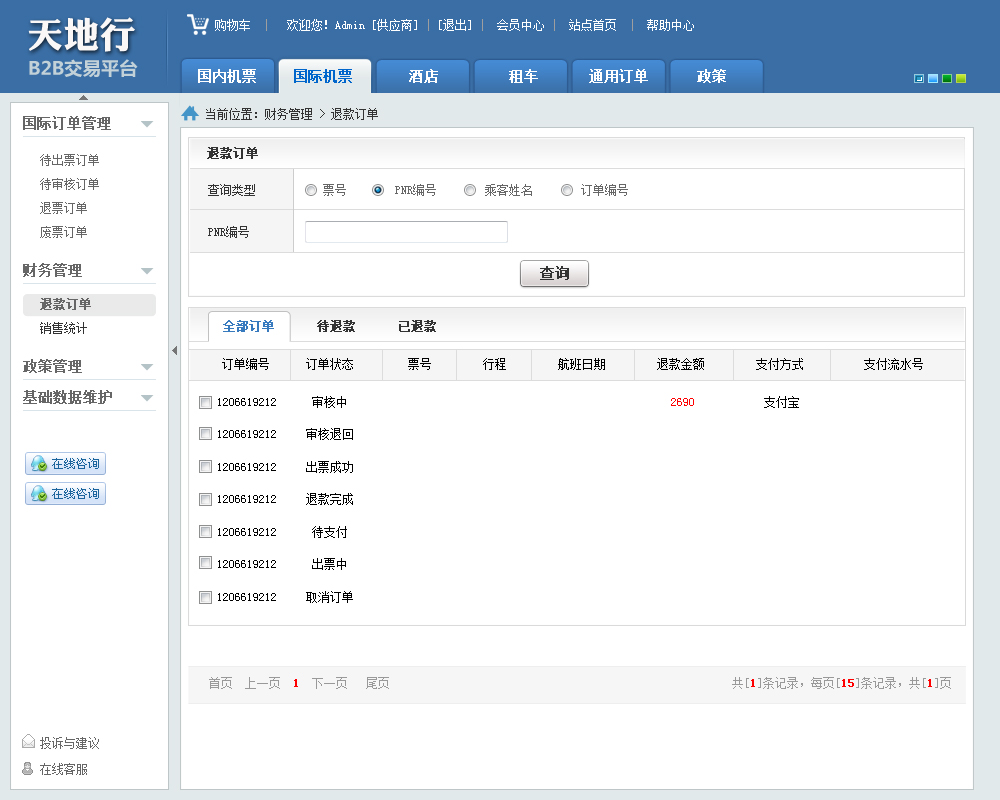 天地行
B2B交易平台
购物车 | 欢迎您! Admin [供应商] | [退出] | 会员中心 | 站点首页 | 帮助中心
国内机票 国际机票 酒店 租车 通用订单 政策
当前位置: 财务管理 > 退款订单
国际订单管理
待出票订单
待审核订单
退票订单
废票订单
财务管理
退款订单
销售统计
政策管理
基础数据维护
在线咨询
在线咨询
投诉与建议
在线客服
退款订单
查询类型 票号 PNR编号 乘客姓名 订单编号
PNR编号
查询
全部订单 待退款 已退款
订单编号 订单状态 票号 行程 航班日期 退款金额 支付方式 支付流水号
1206619212 审核中 2690 支付宝
1206619212 审核退回
1206619212 出票成功
1206619212 退款完成
1206619212 待支付
1206619212 出票中
1206619212 取消订单
首页 上一页 1 下一页 尾页 共[1]条记录, 每页[15]条记录, 共[1]页